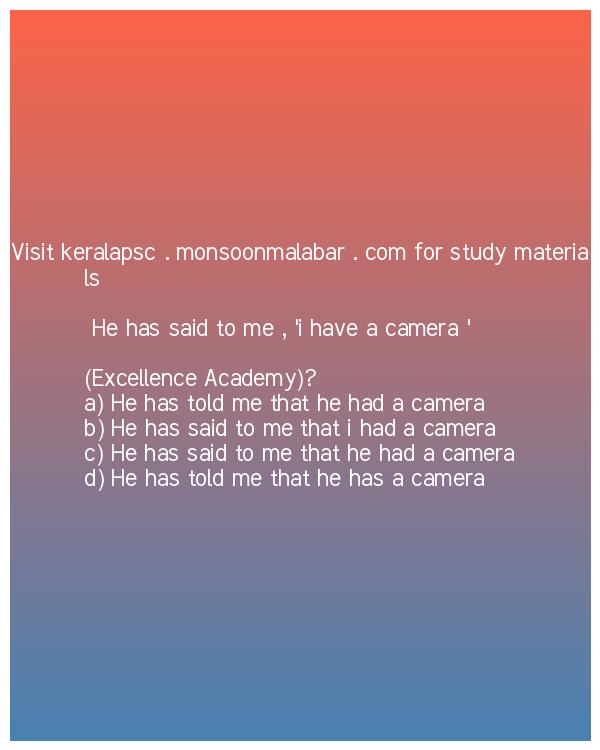 Visit keralapsc . monsoonmalabar . com for study materia
ls
He has said to me , 'i have a camera '
(Excellence Academy)?
a) He has told me that he had a camera
b) He has said to me that i had a camera
c) He has said to me that he had a camera
d) He has told me that he has a camera